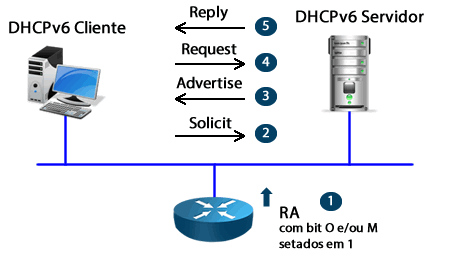 DHCPv6 Cliente
Reply
5
DHCPv6 Servidor
Request
4
Advertise
3
Solicit
2
RA
1
com bit O e/ou M
setados em 1